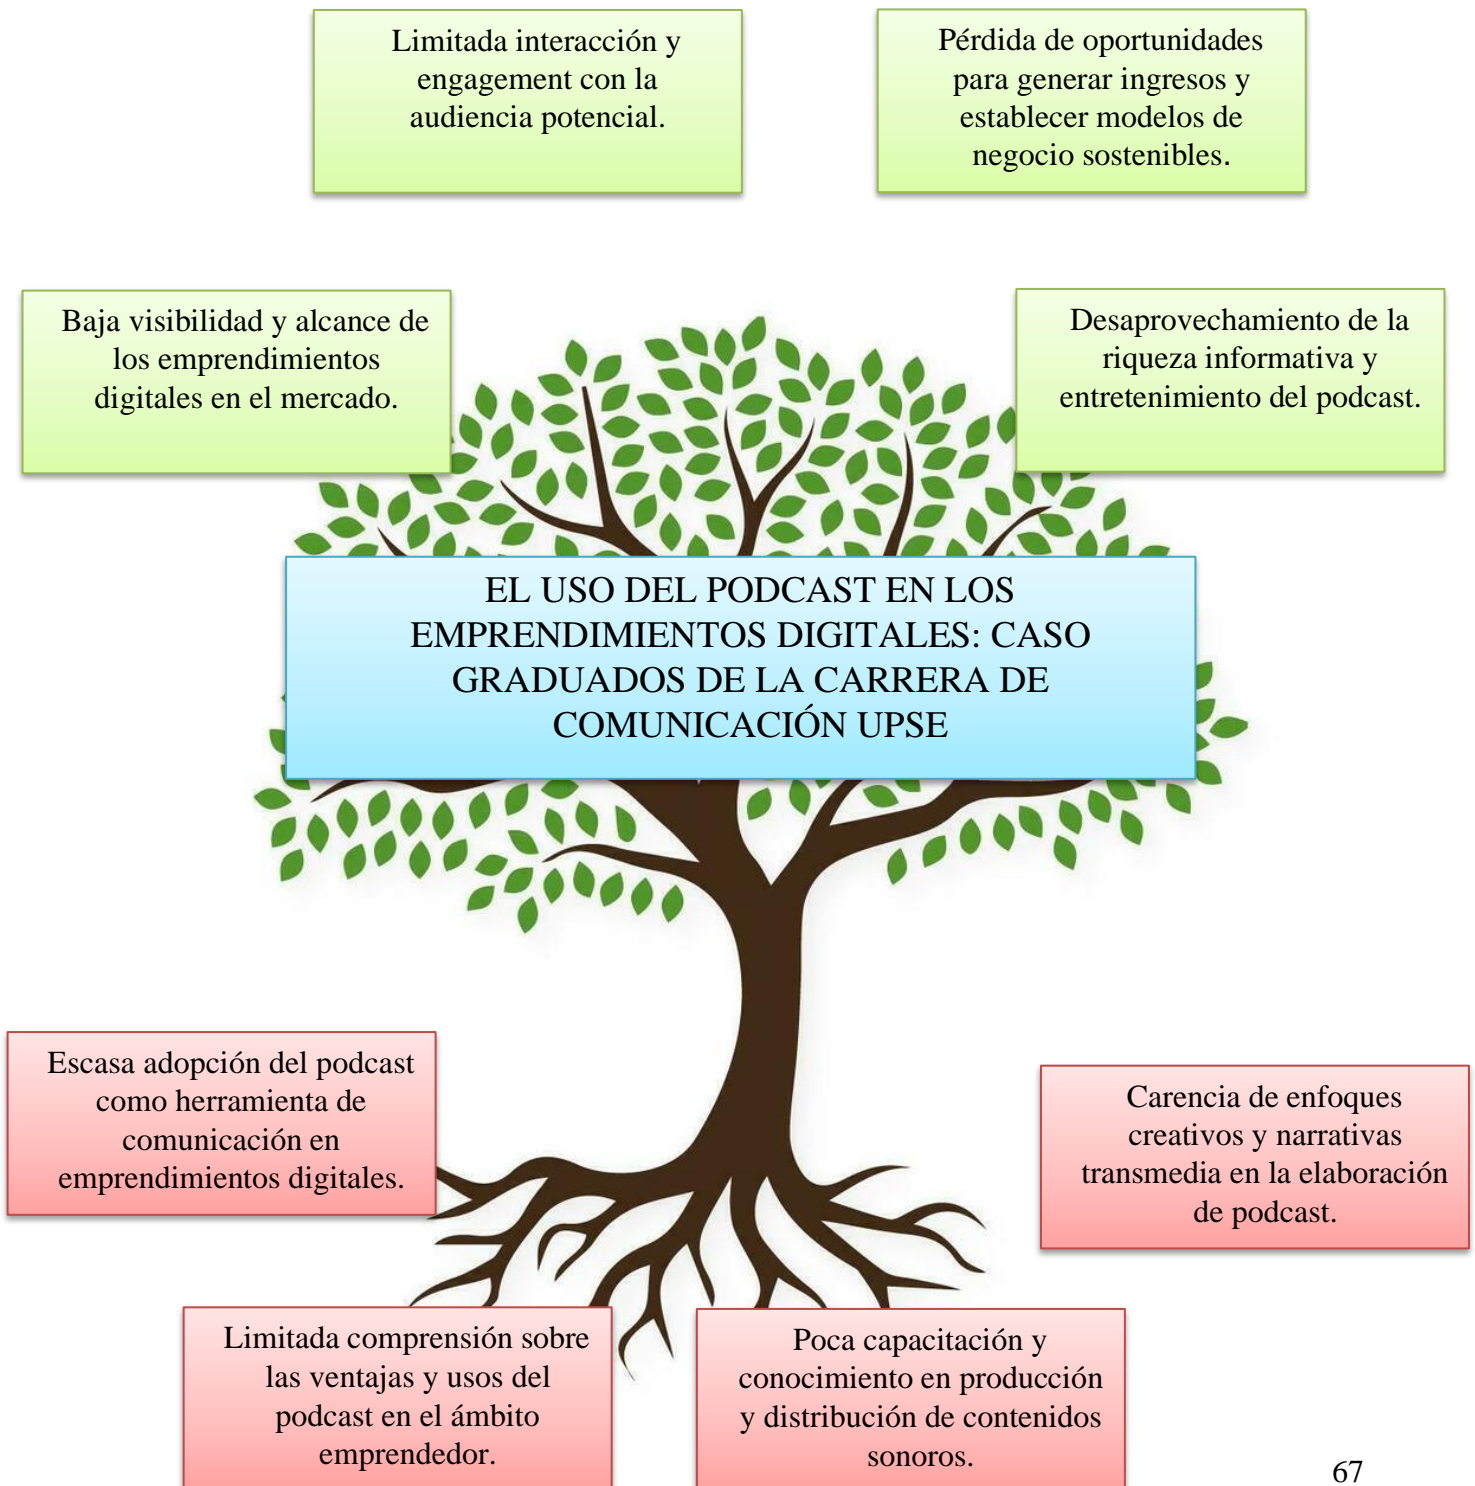 Limitada interacción y
engagement con la
audiencia potencial.
Pérdida de oportunidades
para generar ingresos y
establecer modelos de
negocio sostenibles.
Baja visibilidad y alcance de
los emprendimientos
digitales en el mercado.
Desaprovechamiento de la
riqueza informativa y
entretenimiento del podcast.
EL USO DEL PODCAST EN LOS
EMPRENDIMIENTOS DIGITALES: CASO
GRADUADOS DE LA CARRERA DE
COMUNICACIÓN UPSE
Escasa adopción del podcast
como herramienta de
comunicación en
emprendimientos digitales.
Carencia de enfoques
creativos y narrativas
transmedia en la elaboración
de podcast.
Limitada comprensión sobre
las ventajas y usos del
podcast en el ámbito
emprendedor.
Poca capacitación y
conocimiento en producción
y distribución de contenidos
sonoros.
67